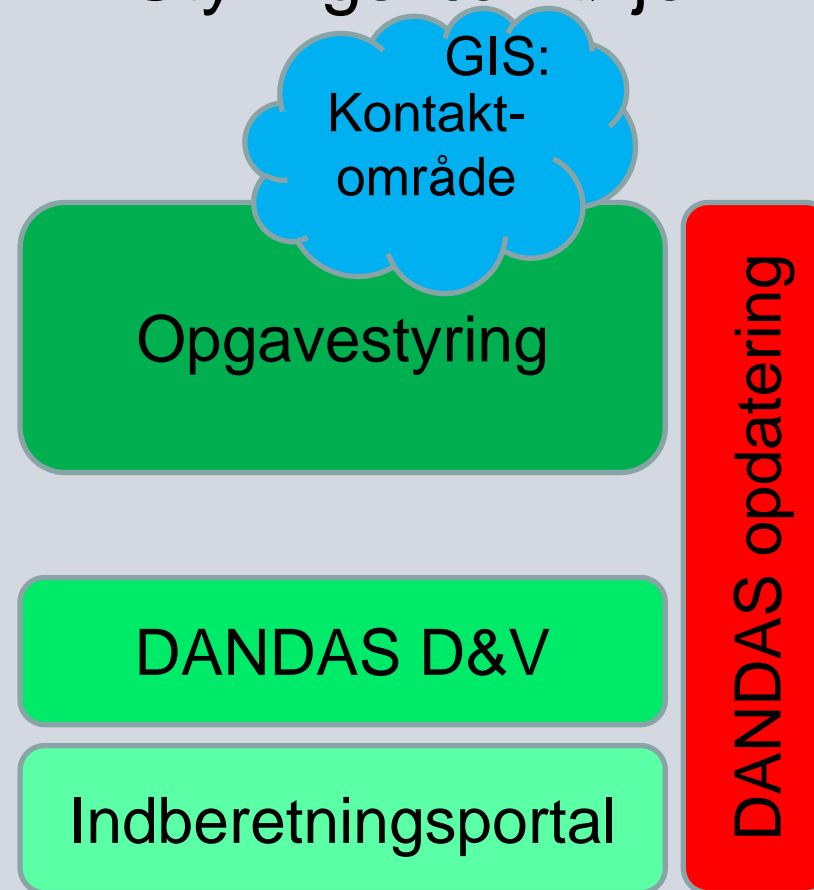 GIS:
Kontakt-
område
Opgavestyring
DANDAS D&V
Indberetningsportal
DANDAS opdatering